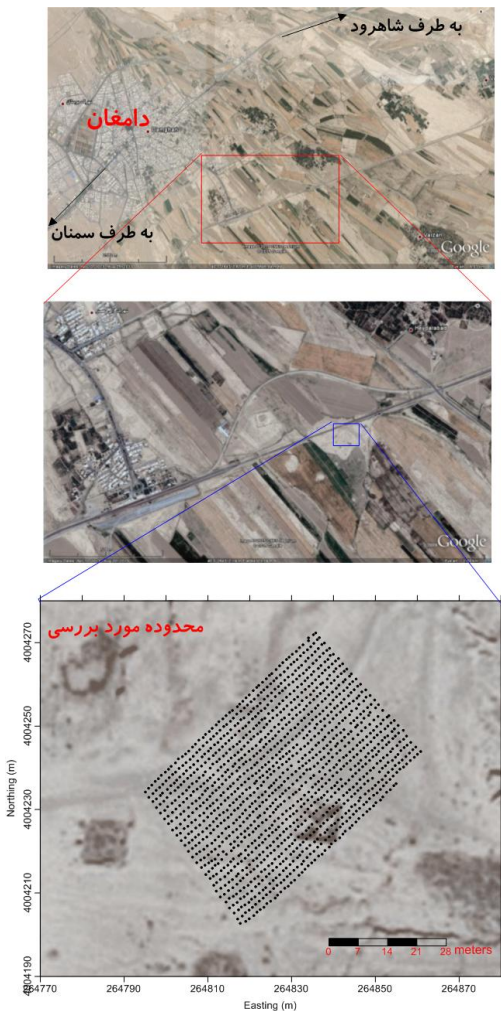 به طرف شاهرود
دامغان
به طرف سمنان
Google
Google
محدوده مورد بررسی
4004270
4004250
4004230
4004210
4004190
Northing (m)
0 7 14 21 28 meters
264770 264790 264810 264830 264850 264870
Easting (m)